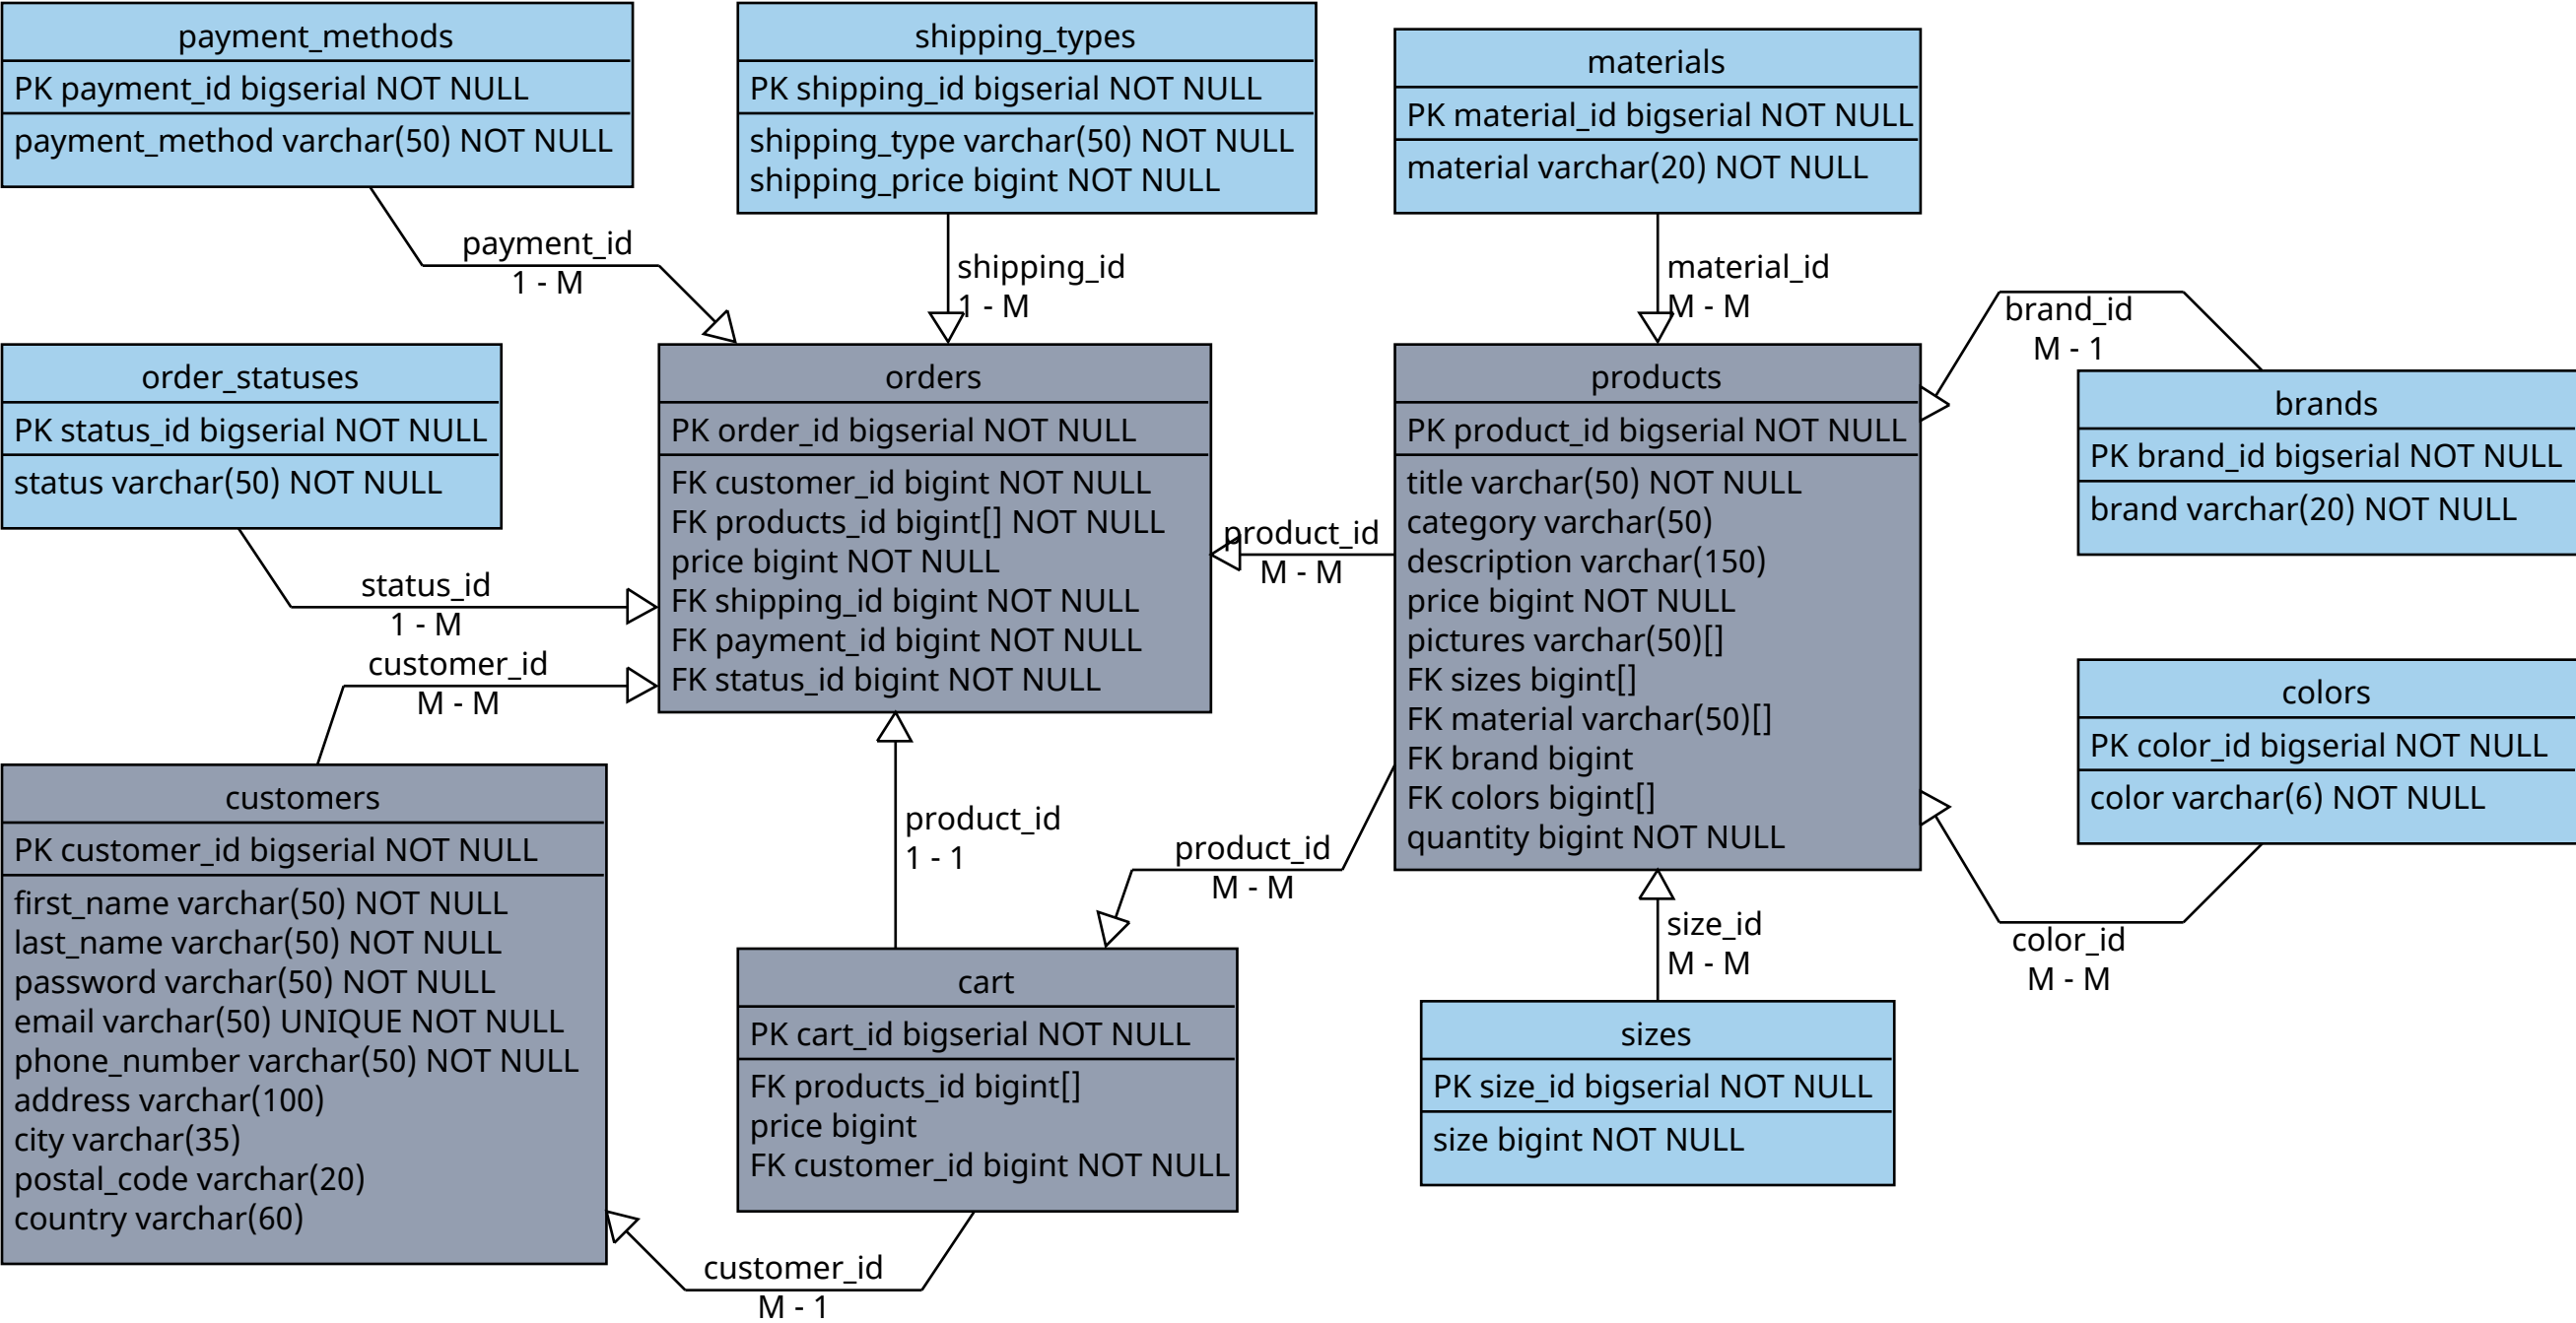 payment_methods
PK payment_id bigserial NOT NULL
payment_method varchar(50) NOT NULL
shipping_types
PK shipping_id bigserial NOT NULL
shipping_type varchar(50) NOT NULL
shipping_price bigint NOT NULL
materials
PK material_id bigserial NOT NULL
material varchar(20) NOT NULL
payment_id
1 - M
shipping_id
1 - M
material_id
M - M
brand_id
M - 1
order_statuses
PK status_id bigserial NOT NULL
status varchar(50) NOT NULL
orders
PK order_id bigserial NOT NULL
FK customer_id bigint NOT NULL
FK products_id bigint[] NOT NULL
price bigint NOT NULL
FK shipping_id bigint NOT NULL
FK payment_id bigint NOT NULL
FK status_id bigint NOT NULL
products
PK product_id bigserial NOT NULL
title varchar(50) NOT NULL
category varchar(50)
description varchar(150)
price bigint NOT NULL
pictures varchar(50)[]
FK sizes bigint[]
FK material varchar(50)[]
FK brand bigint
FK colors bigint[]
quantity bigint NOT NULL
brands
PK brand_id bigserial NOT NULL
brand varchar(20) NOT NULL
product_id
M - M
status_id
1 - M
customer_id
M - M
colors
PK color_id bigserial NOT NULL
color varchar(6) NOT NULL
customers
PK customer_id bigserial NOT NULL
first_name varchar(50) NOT NULL
last_name varchar(50) NOT NULL
password varchar(50) NOT NULL
email varchar(50) UNIQUE NOT NULL
phone_number varchar(50) NOT NULL
address varchar(100)
city varchar(35)
postal_code varchar(20)
country varchar(60)
product_id
1 - 1
product_id
M - M
size_id
M - M
color_id
M - M
cart
PK cart_id bigserial NOT NULL
FK products_id bigint[]
price bigint
FK customer_id bigint NOT NULL
sizes
PK size_id bigserial NOT NULL
size bigint NOT NULL
customer_id
M - 1